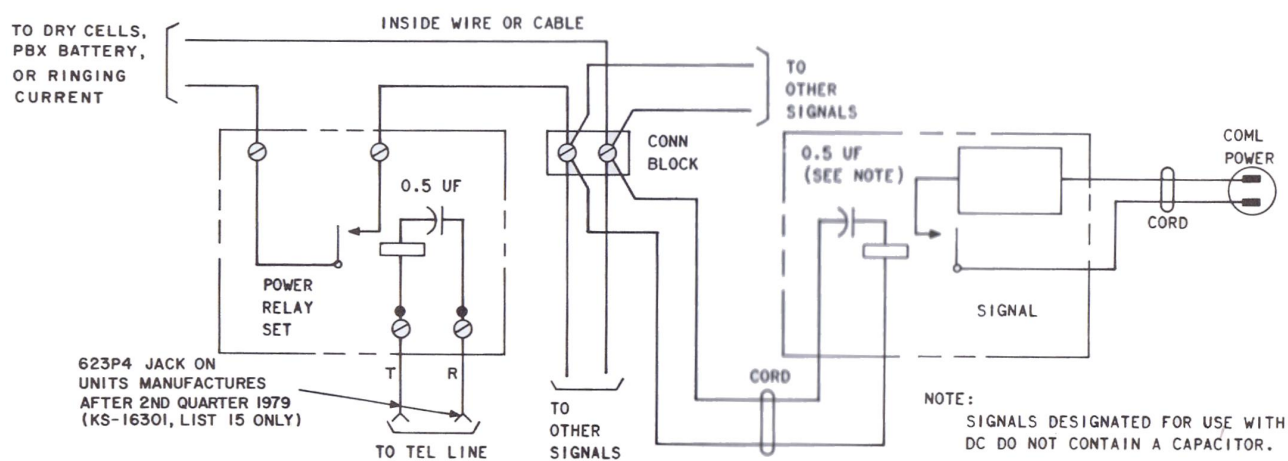 INSIDE WIRE OR CABLE
TO DRY CELLS,
PBX BATTERY,
OR RINGING
CURRENT
TO
OTHER
SIGNALS
CONN
BLOCK
0.5 UF
(SEE NOTE)
COML
POWER
0.5 UF
CORD
POWER
RELAY
SET
SIGNAL
623P4 JACK ON
UNITS MANUFACTURES
AFTER 2ND QUARTER 1979
(KS-16301, LIST 15 ONLY)
T
R
TO TEL LINE
TO
OTHER
SIGNALS
CORD
NOTE:
SIGNALS DESIGNATED FOR USE WITH
DC DO NOT CONTAIN A CAPACITOR.